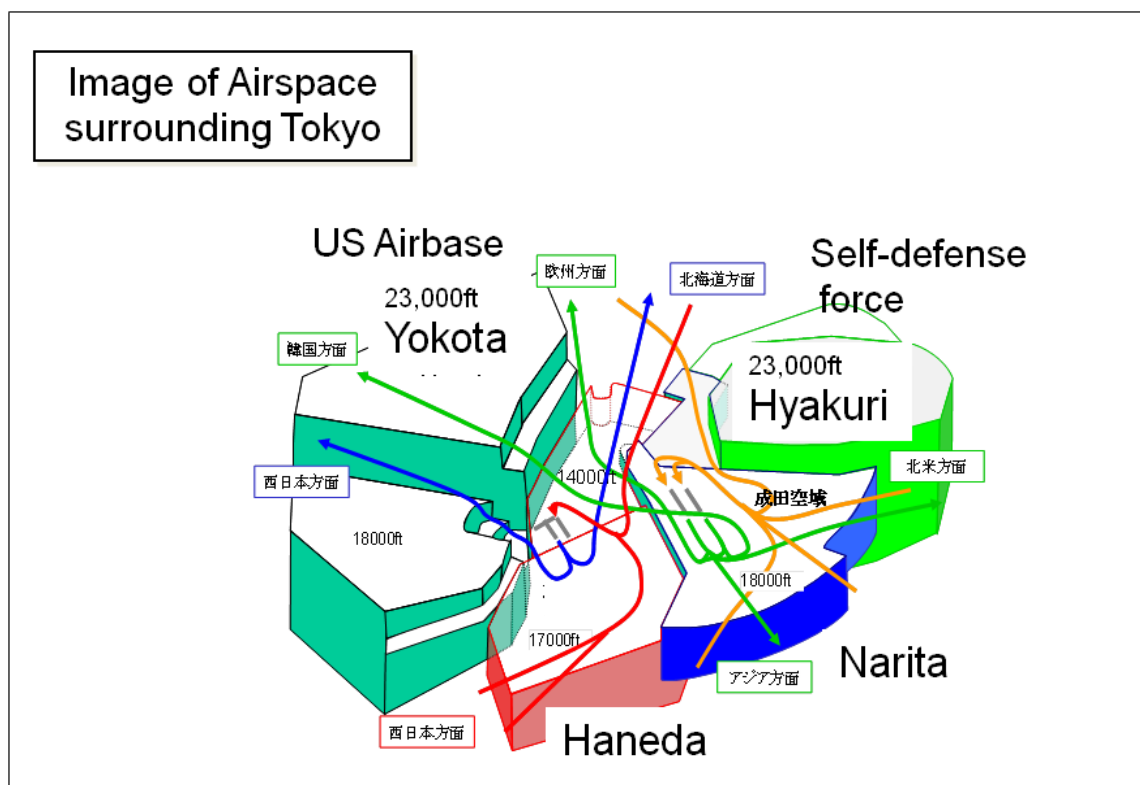 Image of Airspace
surrounding Tokyo
US Airbase
欧州方面
北海道方面
Self-defense
force
23,000ft
Yokota
韓国方面
23,000ft
Hyakuri
西日本方面
14000ft
北米方面
成田空域
18000ft
18000ft
17000ft
Narita
アジア方面
西日本方面
Haneda